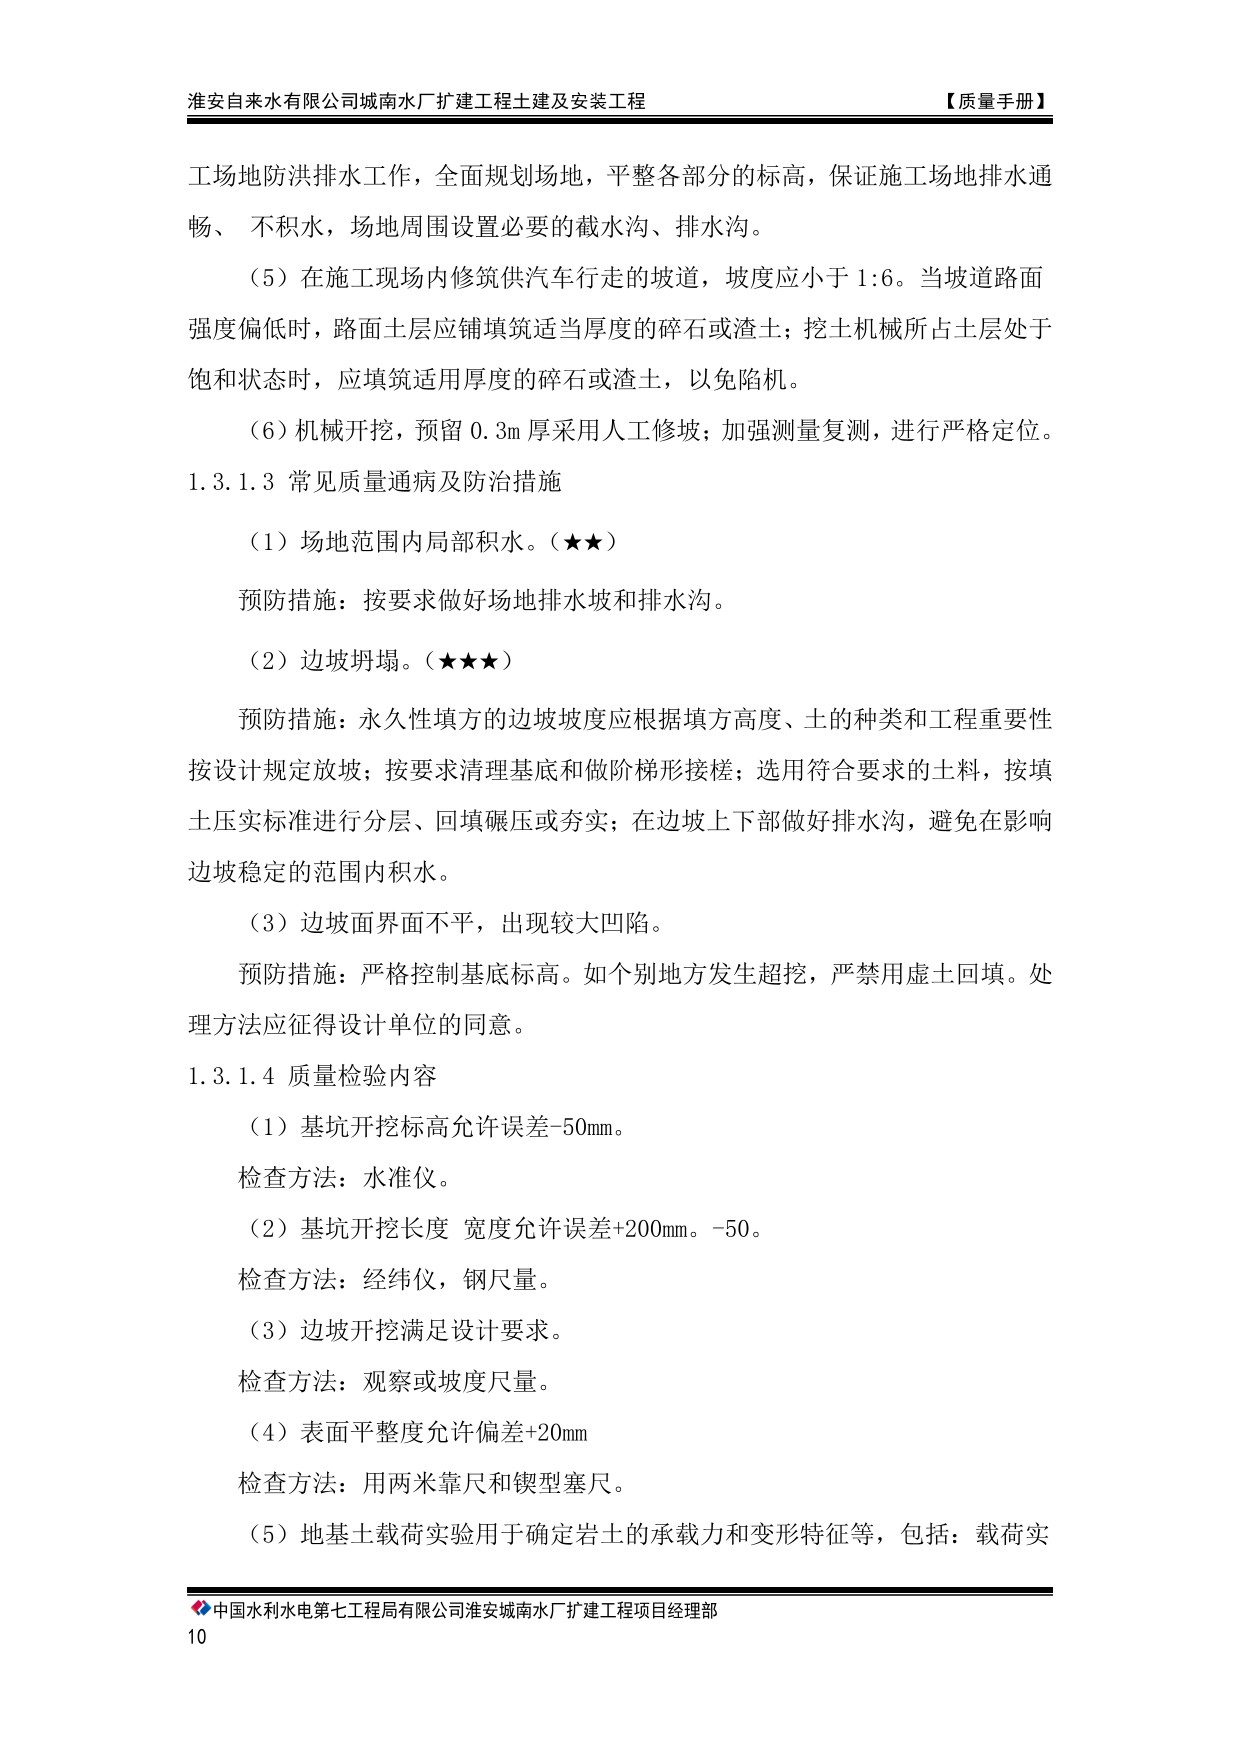 淮安自来水有限公司城南水厂扩建工程土建及安装工程 【质量手册】
工场地防洪排水工作，全面规划场地，平整各部分的标高，保证施工场地排水通
畅、 不积水，场地周围设置必要的截水沟、排水沟。
（5）在施工现场内修筑供汽车行走的坡道，坡度应小于 1:6。当坡道路面
强度偏低时，路面土层应铺填筑适当厚度的碎石或渣土；挖土机械所占土层处于
饱和状态时，应填筑适用厚度的碎石或渣土，以免陷机。
（6）机械开挖，预留 0.3m 厚采用人工修坡；加强测量复测，进行严格定位。
1.3.1.3 常见质量通病及防治措施
（1）场地范围内局部积水。（★★）
预防措施：按要求做好场地排水坡和排水沟。
（2）边坡坍塌。（★★★）
预防措施：永久性填方的边坡坡度应根据填方高度、土的种类和工程重要性
按设计规定放坡；按要求清理基底和做阶梯形接槎；选用符合要求的土料，按填
土压实标准进行分层、回填碾压或夯实；在边坡上下部做好排水沟，避免在影响
边坡稳定的范围内积水。
（3）边坡面界面不平，出现较大凹陷。
预防措施：严格控制基底标高。如个别地方发生超挖，严禁用虚土回填。处
理方法应征得设计单位的同意。
1.3.1.4 质量检验内容
（1）基坑开挖标高允许误差-50mm。
检查方法：水准仪。
（2）基坑开挖长度 宽度允许误差+200mm。-50。
检查方法：经纬仪，钢尺量。
（3）边坡开挖满足设计要求。
检查方法：观察或坡度尺量。
（4）表面平整度允许偏差+20mm
检查方法：用两米靠尺和锲型塞尺。
（5）地基土载荷实验用于确定岩土的承载力和变形特征等，包括：载荷实
中国水利水电第七工程局有限公司淮安城南水厂扩建工程项目经理部
10